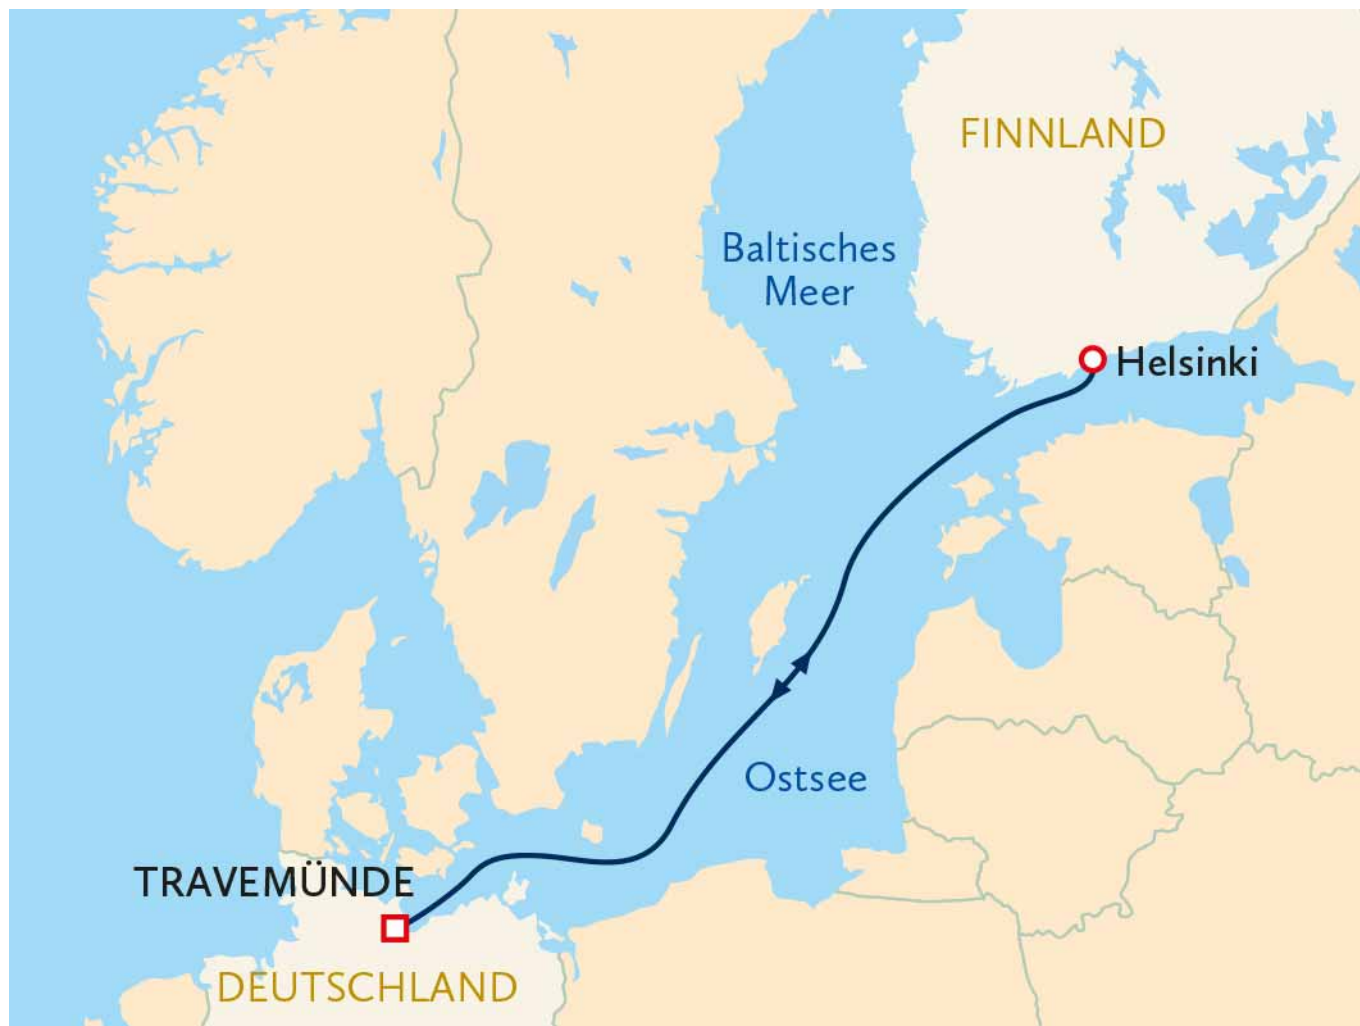 FINNLAND
Baltisches
Meer
Helsinki
Ostsee
TRAVEMÜNDE
DEUTSCHLAND